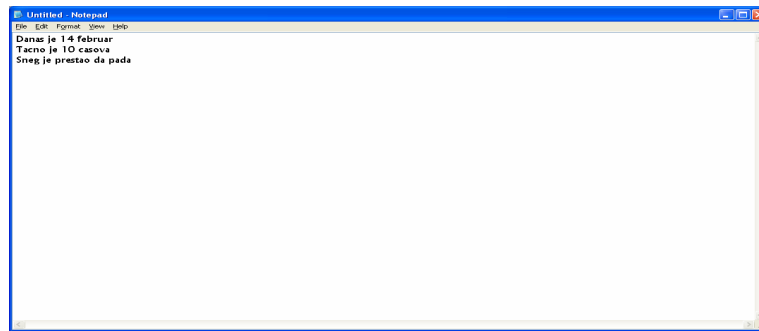 Untitled - Notepad
File Edit Format View Help
Danas je 14 februar
Tacno je 10 casova
Sneg je prestao da pada